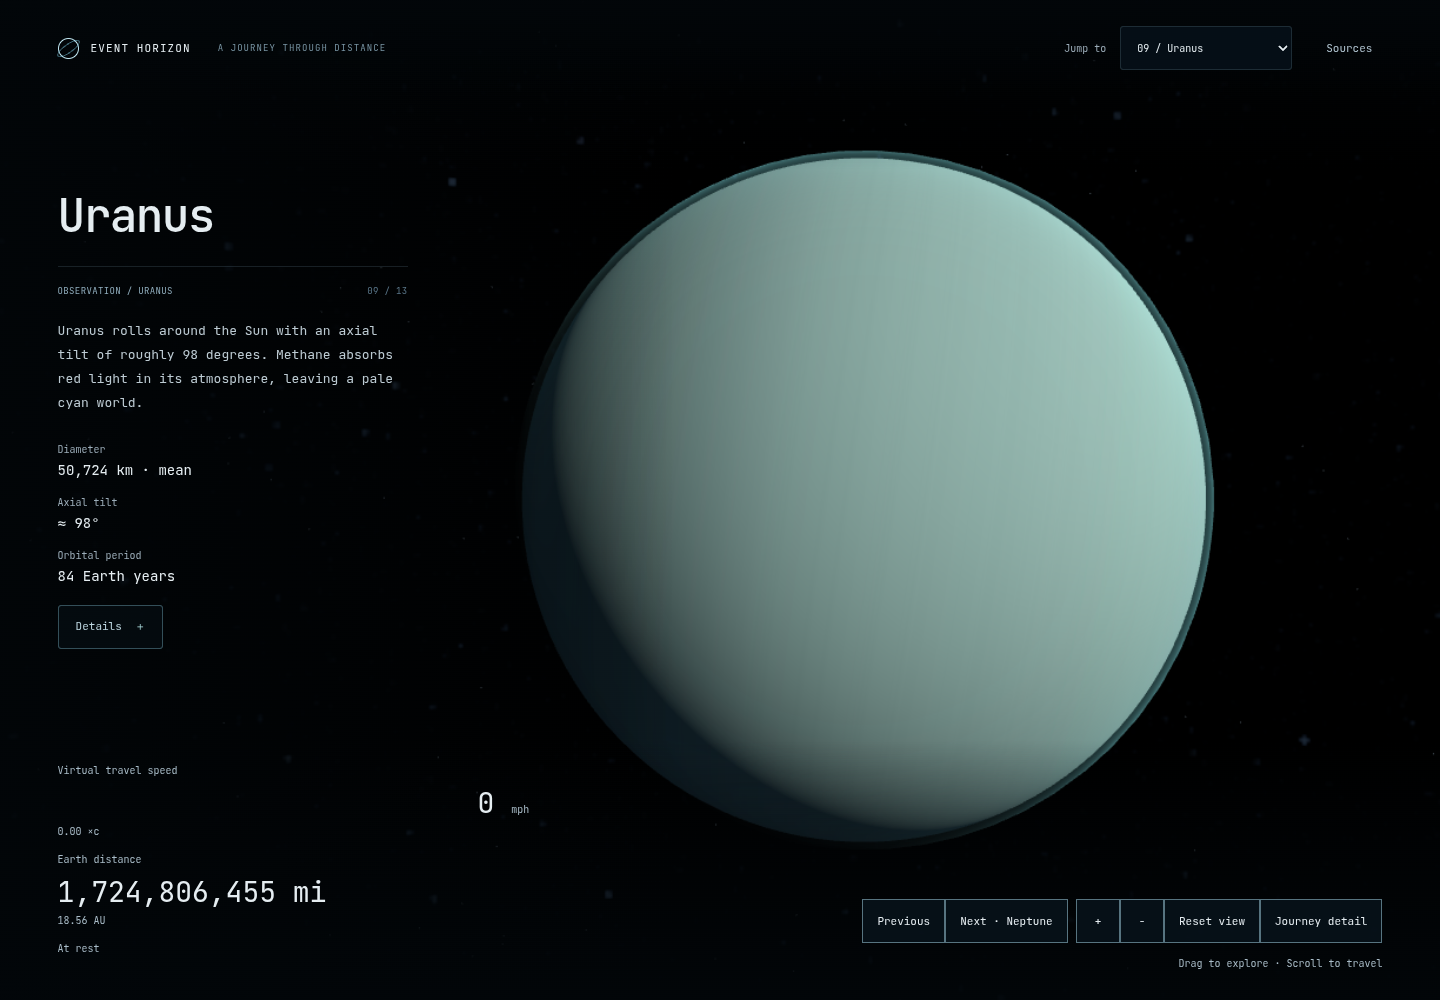 EVENT HORIZON
A JOURNEY THROUGH DISTANCE
Jump to
09 / Uranus
Sources
Uranus
OBSERVATION / URANUS
09 / 13
Uranus rolls around the Sun with an axial
tilt of roughly 98 degrees. Methane absorbs
red light in its atmosphere, leaving a pale
cyan world.
Diameter
50,724 km · mean
Axial tilt
≈ 98°
Orbital period
84 Earth years
Details +
Virtual travel speed
0 mph
0.00 ×c
Earth distance
1,724,806,455 mi
18.56 AU
At rest
Previous
Next · Neptune
+
-
Reset view
Journey detail
Drag to explore · Scroll to travel